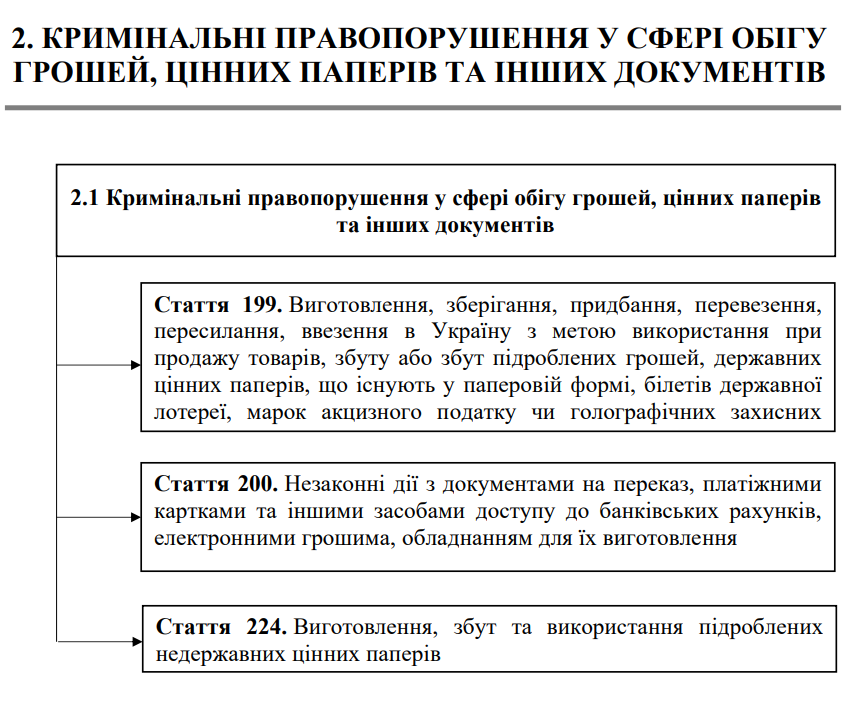 2. КРИМІНАЛЬНІ ПРАВОПОРУШЕННЯ У СФЕРІ ОБІГУ
ГРОШЕЙ, ЦІННИХ ПАПЕРІВ ТА ІНШИХ ДОКУМЕНТІВ
2.1 Кримінальні правопорушення у сфері обігу грошей, цінних паперів
та інших документів
Стаття 199. Виготовлення, зберігання, придбання, перевезення,
пересилання, ввезення в Україну з метою використання при
продажу товарів, збуту або збут підроблених грошей, державних
цінних паперів, що існують у паперовій формі, білетів державної
лотереї, марок акцизного податку чи голографічних захисних
Стаття 200. Незаконні дії з документами на переказ, платіжними
картками та іншими засобами доступу до банківських рахунків,
електронними грошима, обладнанням для їх виготовлення
Стаття 224. Виготовлення, збут та використання підроблених
недержавних цінних паперів